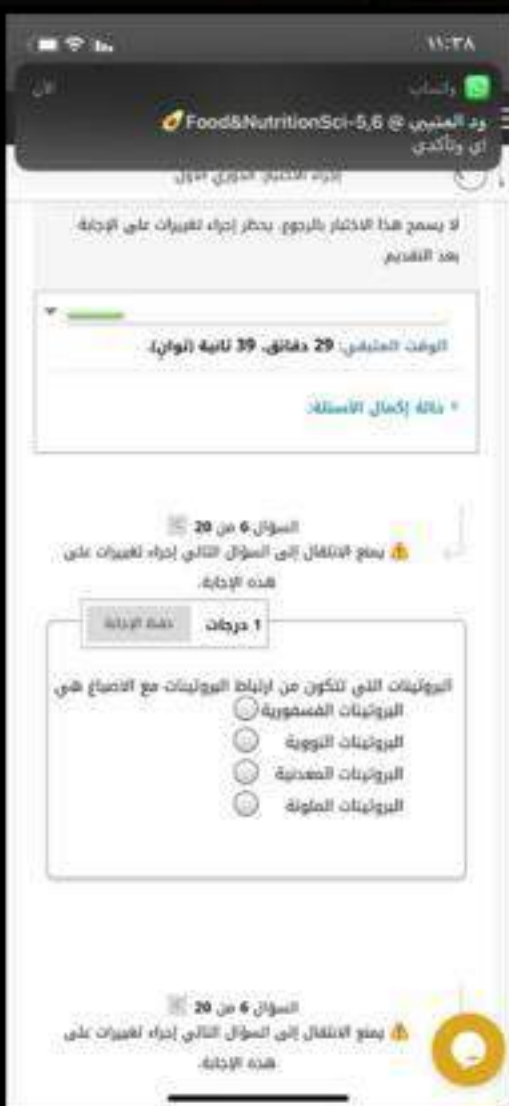 ١١:٣٨
واتساب
الآن
ود العتيبي @ Food&NutritionSci-5,6
اي وتأكدي
إجراء الاختبار: الدوري الأول
لا يسمح هذا الاختبار بالرجوع. يحظر إجراء تغييرات على الإجابة
بعد التقديم.
الوقت المتبقي: 29 دقائق، 39 ثانية (ثوانٍ).
حالة إكمال الأسئلة:
السؤال 6 من 20
يمنع الانتقال إلى السؤال التالي إجراء تغييرات على
هذه الإجابة.
1 درجات
حفظ الإجابة
البروتينات التي تتكون من ارتباط البروتينات مع الاصباغ هي
البروتينات الفسفورية
البروتينات النووية
البروتينات المعدنية
البروتينات الملونة
السؤال 6 من 20
يمنع الانتقال إلى السؤال التالي إجراء تغييرات على
هذه الإجابة.